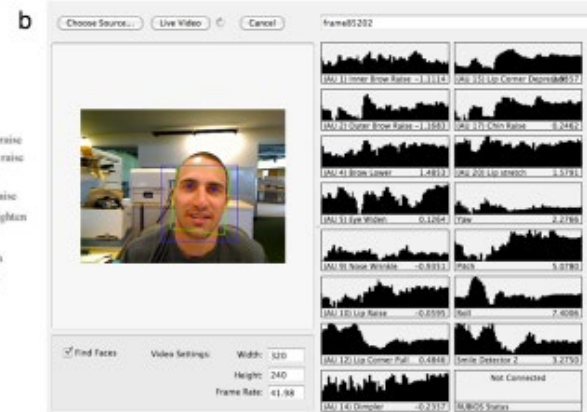 b
Choose Source... Live Video Cancel
frame85202
raise
raise
raise
ighten
(AU 1) Inner Brow Raise -1.1114
(AU 15) Lip Corner
(AU 2) Outer Brow Raise -1.1683
(AU 17) Chin Raise 0.2462
(AU 4) Brow Lower 1.4853
(AU 20) Lip stretch 1.5791
(AU 5) Eye Widen 0.1264
Yaw 2.2766
(AU 9) Nose Wrinkle -0.9351
Pitch 5.0780
(AU 10) Lip Raise -0.0595
Roll 7.4006
(AU 12) Lip Corner Pull 0.4846
Smile Detector 2 3.2750
(AU 14) Dimpler -0.2357
Not Connected
RUBIOS Status
Find Faces
Video Settings:
Width: 320
Height: 240
Frame Rate: 41.98